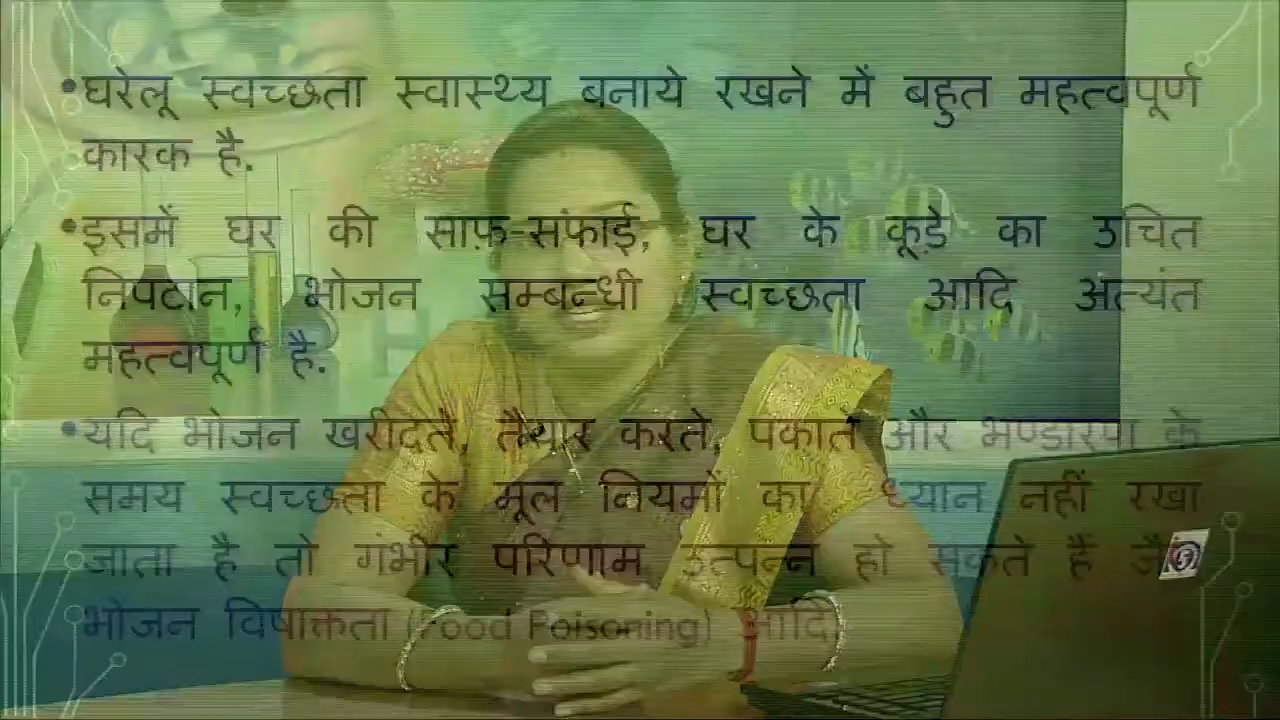 •घरेलू स्वच्छता स्वास्थ्य बनाये रखने में बहुत महत्वपूर्ण
कारक है.
•इसमें घर की साफ़-संफाई, घर के कूड़े का उचित
निपटान, भोजन सम्बन्धी स्वच्छता आदि अत्यंत
महत्वपूर्ण है.
•यदि भोजन खरीदते, तैयार करते, पकाते और भण्डारण के
समय स्वच्छता के मूल नियमों का ध्यान नहीं रखा
जाता है तो गंभीर परिणाम उत्पन्न हो सकते हैं
भोजन विषाक्तता (Food Poisoning) आदि